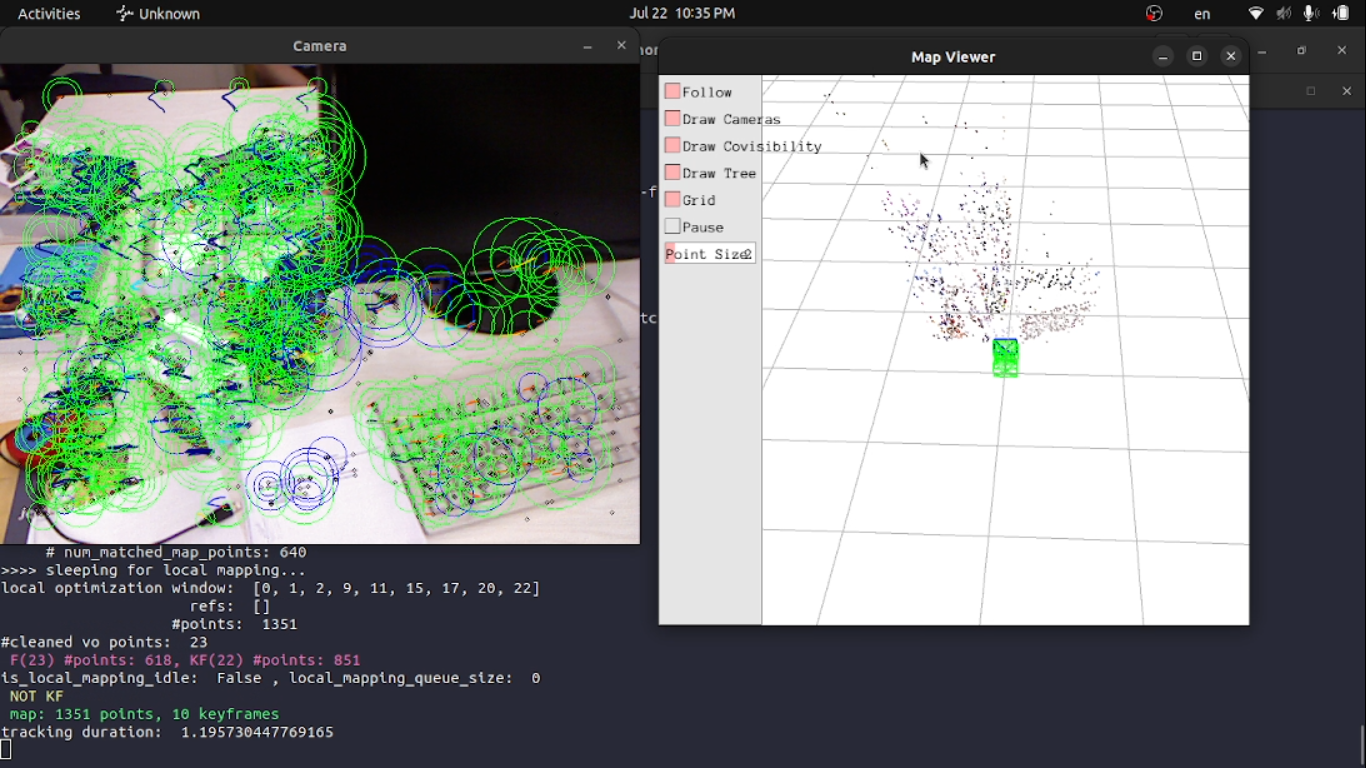 Activities
Unknown
Jul 22 10:35 PM
en
Camera
Map Viewer
Follow
Draw Cameras
Draw Covisibility
Draw Tree
Grid
Pause
Point Size2
# num_matched_map_points: 640
>>>> sleeping for local mapping...
local optimization window:  [0, 1, 2, 9, 11, 15, 17, 20, 22]
refs:  []
#points:  1351
#cleaned vo points:  23
F(23) #points: 618, KF(22) #points: 851
is_local_mapping_idle:  False , local_mapping_queue_size:  0
NOT KF
map: 1351 points, 10 keyframes
tracking duration:  1.195730447769165